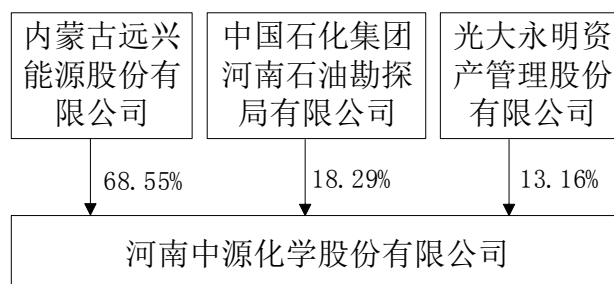 内蒙古远兴
能源股份有
限公司
中国石化集团
河南石油勘探
局有限公司
光大永明资
产管理股份
有限公司
68.55%
18.29%
13.16%
河南中源化学股份有限公司